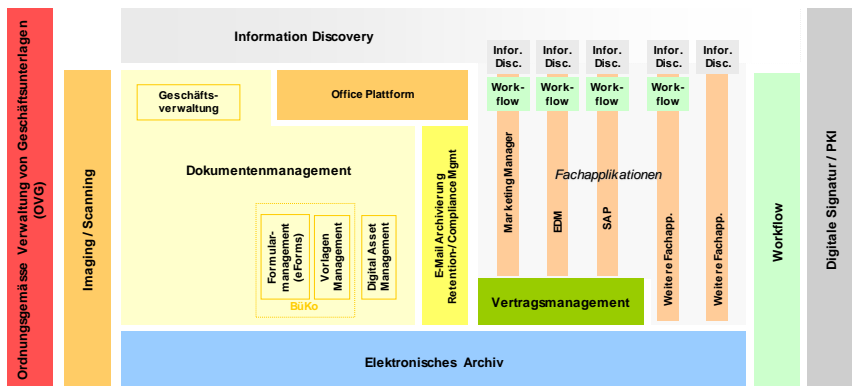 Ordnungsgemässe Verwaltung von Geschäftsunterlagen
(OVG)
Imaging / Scanning
Information Discovery
Geschäfts-
verwaltung
Office Plattform
Dokumentenmanagement
Formular-
management
(eForms)
Vorlagen
Management
BüKo
Digital Asset
Management
E-Mail Archivierung
Retention-/ Compliance Mgmt
Infor.
Disc.
Infor.
Disc.
Infor.
Disc.
Infor.
Disc.
Infor.
Disc.
Work-
flow
Work-
flow
Work-
flow
Work-
flow
Fachapplikationen
Marketing Manager
EDM
SAP
Weitere Fachapp.
Weitere Fachapp.
Vertragsmanagement
Elektronisches Archiv
Workflow
Digitale Signatur / PKI